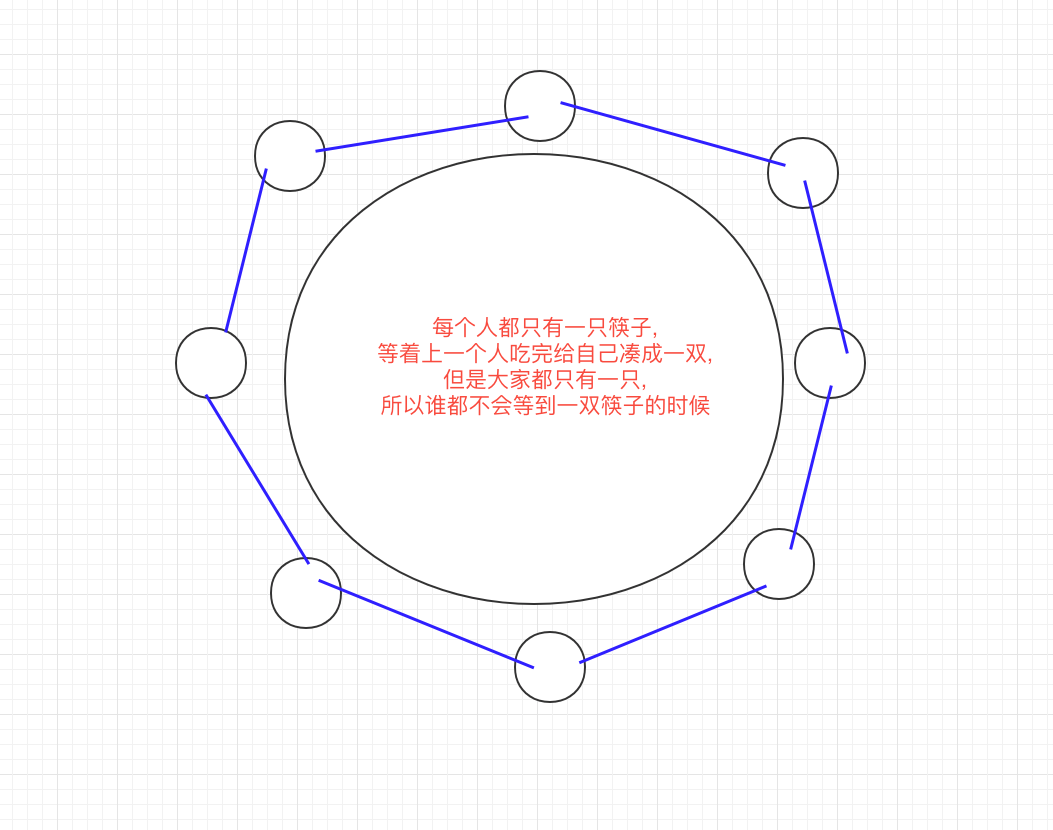 每个人都只有一只筷子,
等着上一个人吃完给自己凑成一双,
但是大家都只有一只,
所以谁都不会等到一双筷子的时候